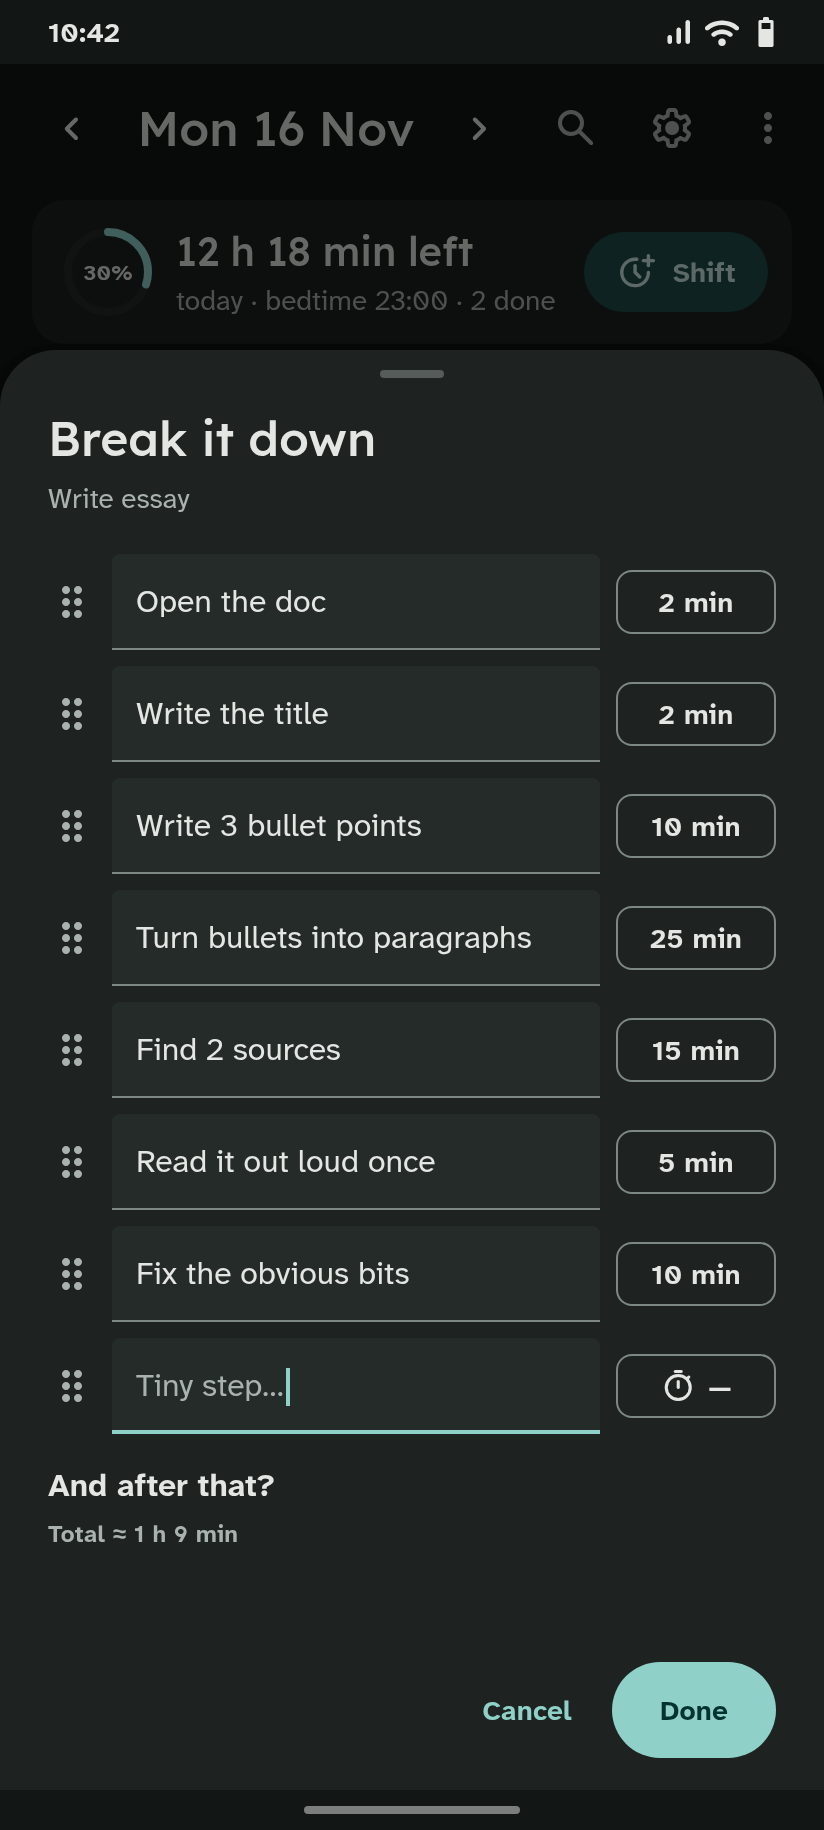 10:42
Mon 16 Nov
30%
12 h 18 min left
today · bedtime 23:00 · 2 done
Shift
Break it down
Write essay
Open the doc
2 min
Write the title
2 min
Write 3 bullet points
10 min
Turn bullets into paragraphs
25 min
Find 2 sources
15 min
Read it out loud once
5 min
Fix the obvious bits
10 min
Tiny step...
–
And after that?
Total ≈ 1 h 9 min
Cancel
Done